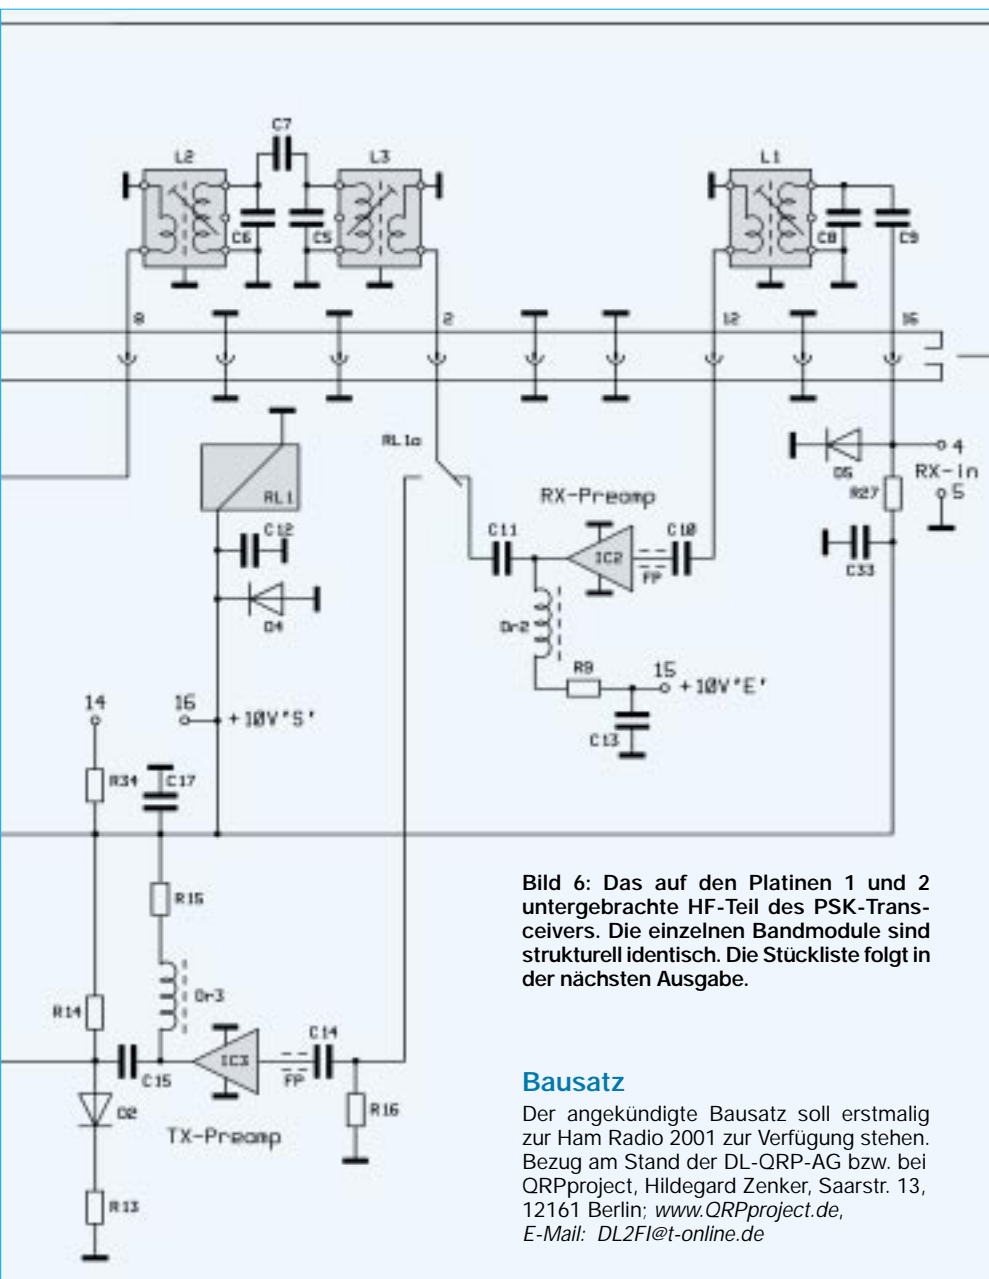 C7
L2
L3
L1
C6
C5
C8
C9
8
2
12
16
RL1a
4
D5
RX-in
R27
5
RL1
RX-Preamp
C12
C11
C10
IC2
FP
C33
D4
Dr2
R9
15
+10V'E'
14
16
+10V'S'
C13
R34
C17
R15
Dr3
R14
C14
IC3
C15
FP
D2
R16
TX-Preamp
R13
Bild 6: Das auf den Platinen 1 und 2
untergebrachte HF-Teil des PSK-Trans-
ceivers. Die einzelnen Bandmodule sind
strukturell identisch. Die Stückliste folgt in
der nächsten Ausgabe.
Bausatz
Der angekündigte Bausatz soll erstmalig
zur Ham Radio 2001 zur Verfügung stehen.
Bezug am Stand der DL-QRP-AG bzw. bei
QRPproject, Hildegard Zenker, Saarstr. 13,
12161 Berlin; www.QRPproject.de,
E-Mail: DL2FI@t-online.de